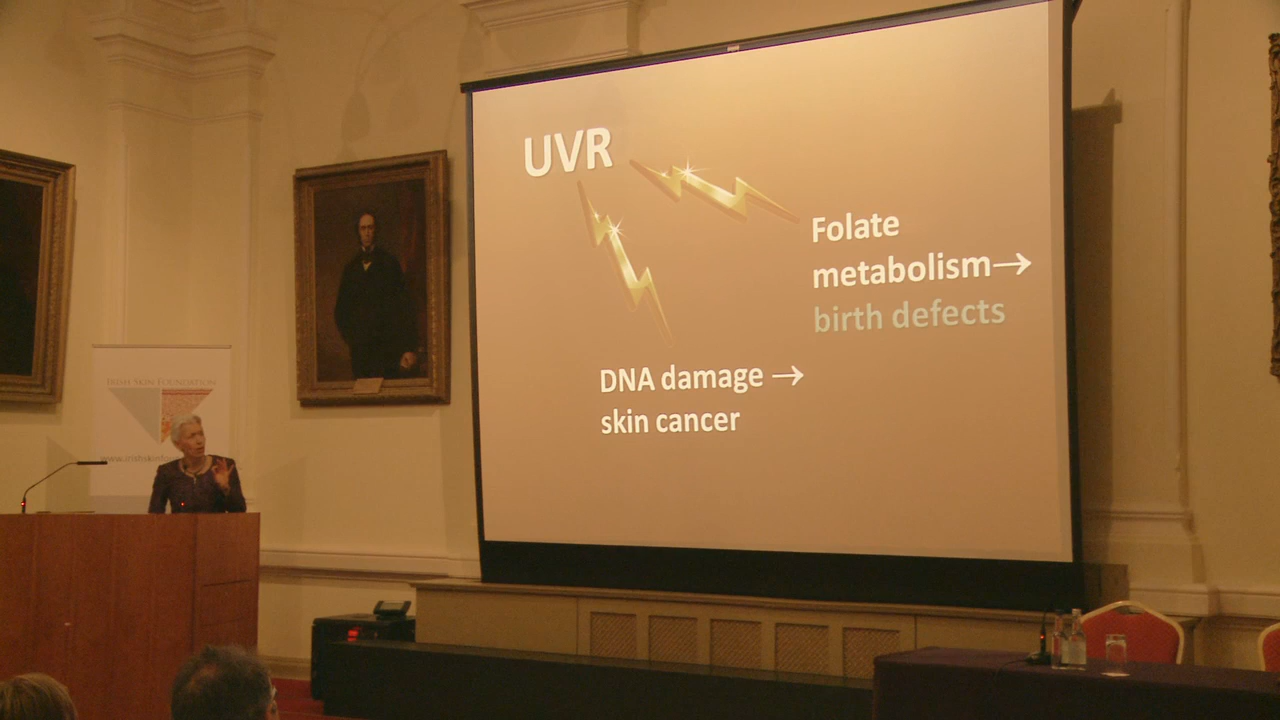 UVR
Folate
metabolism→
birth defects
DNA damage →
skin cancer
IRISH SKIN FOUNDATION